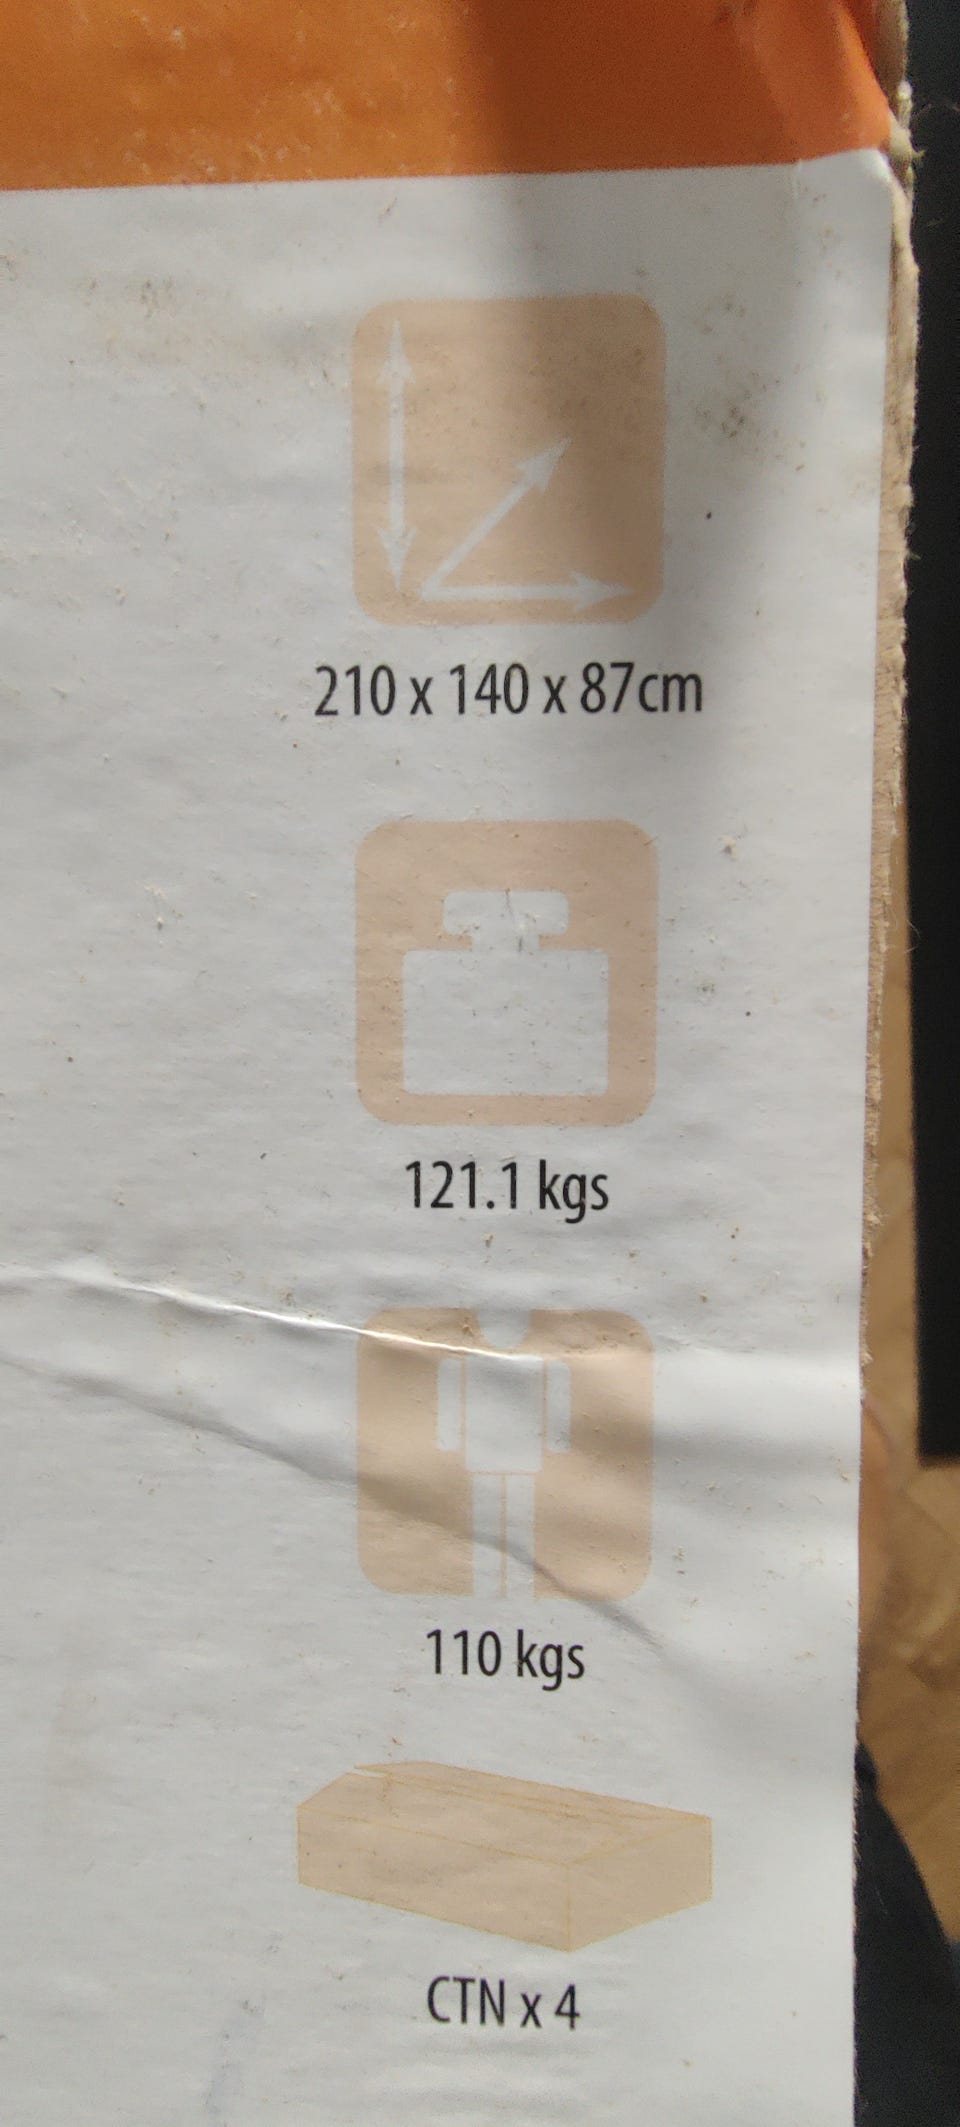 210 x 140 x 87cm
121.1 kgs
110 kgs
CTN x 4